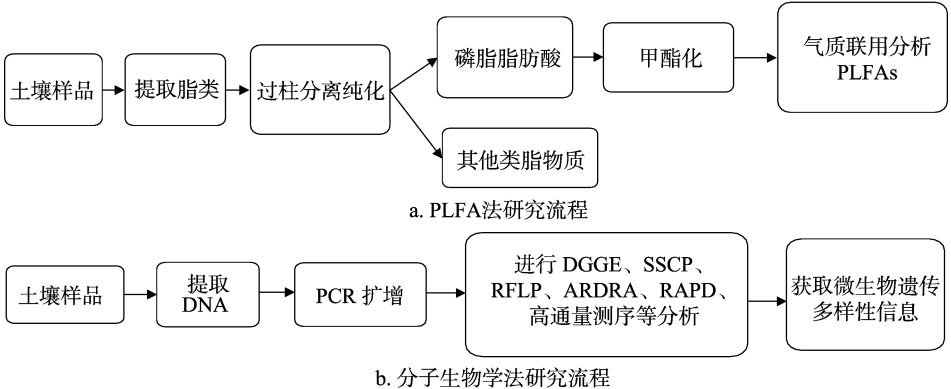 土壤样品
提取脂类
过柱分离纯化
磷脂脂肪酸
甲酯化
气质联用分析
PLFAs
其他类脂物质
a. PLFA法研究流程
土壤样品
提取
DNA
PCR 扩增
进行 DGGE、SSCP、
RFLP、ARDRA、RAPD、
高通量测序等分析
获取微生物遗传
多样性信息
b. 分子生物学法研究流程